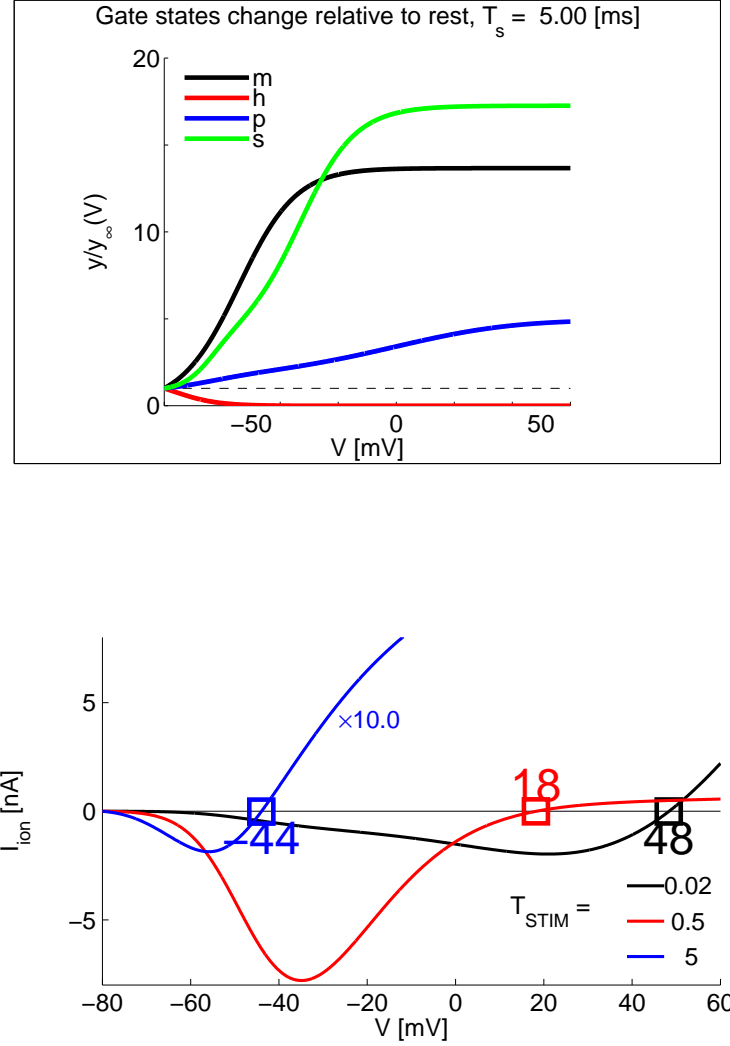 Gate states change relative to rest, T_s = 5.00 [ms]
20
10
0
y/y_∞(V)
m
h
p
s
−50
0
50
V [mV]
5
0
−5
I_ion [nA]
×10.0
18
−44
48
T_STIM =
0.02
0.5
5
−80
−60
−40
−20
0
20
40
60
V [mV]